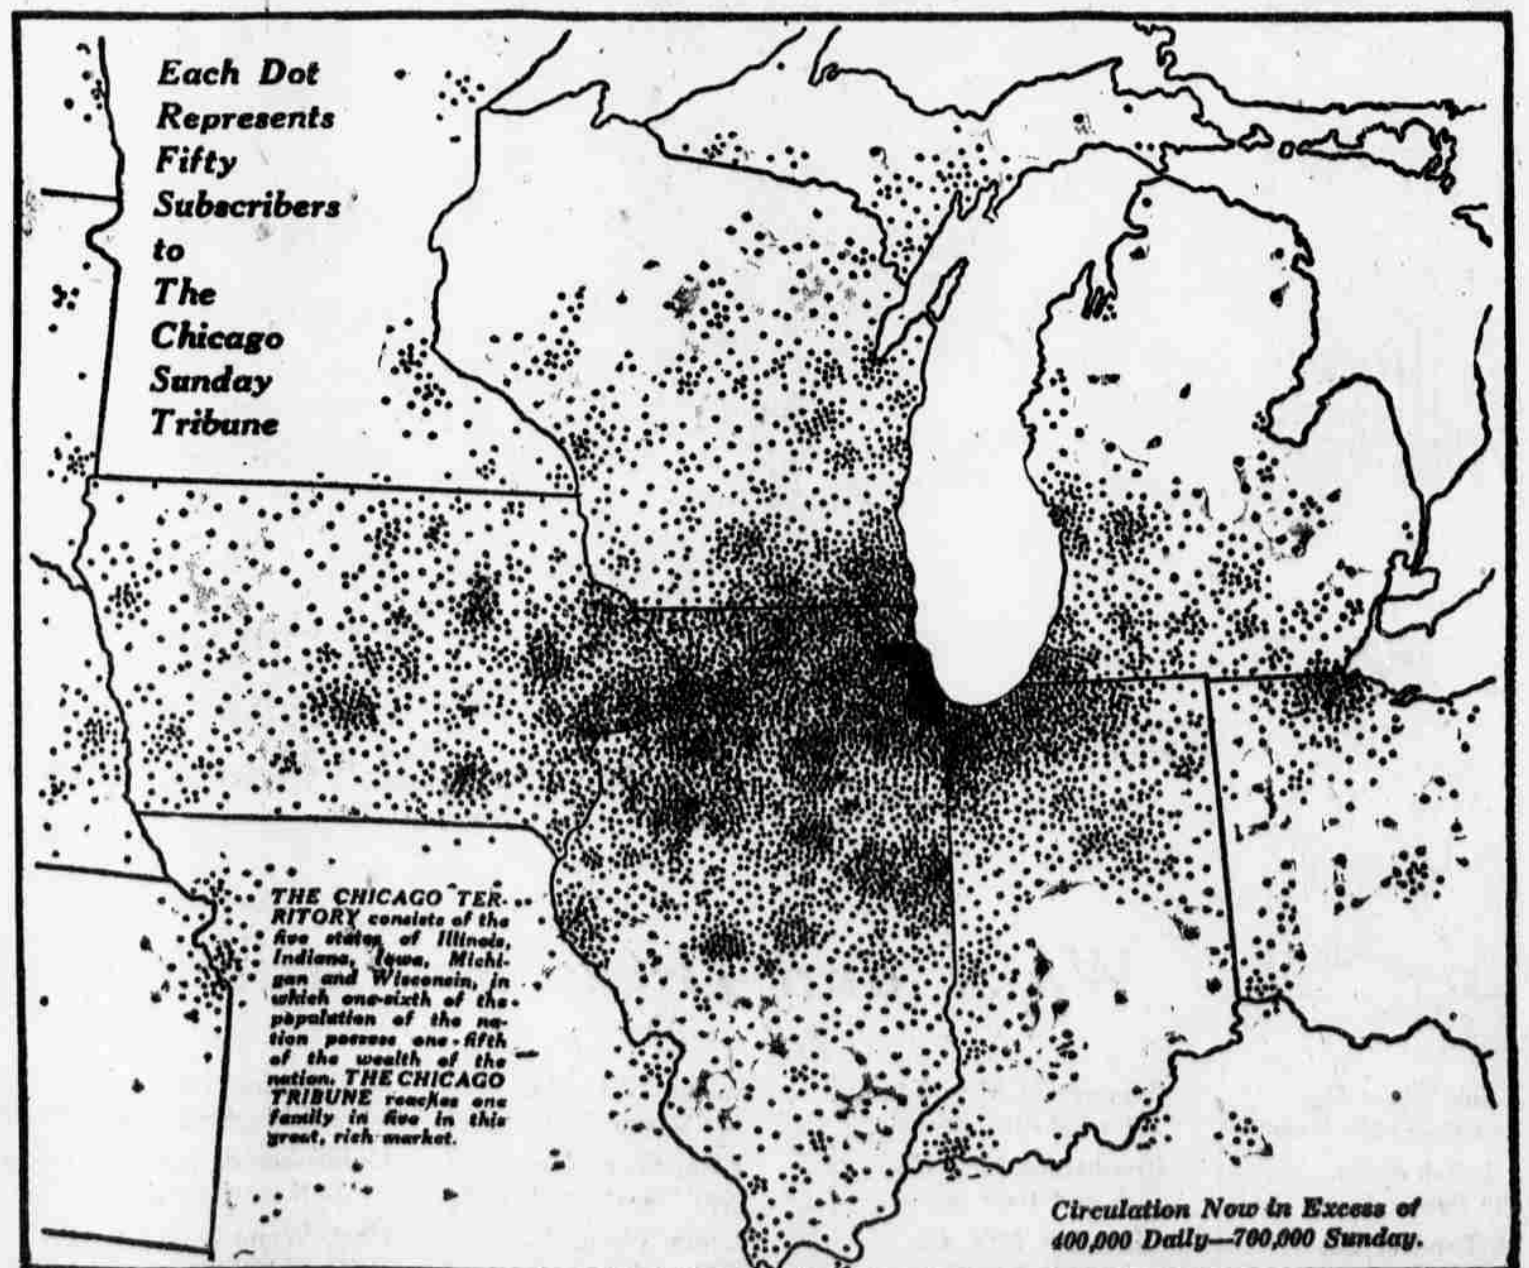 Each Dot
Represents
Fifty
Subscribers
to
The
Chicago
Sunday
Tribune
THE CHICAGO TER-
RITORY consists of the
five states of Illinois,
Indiana, Iowa, Michi-
gan and Wisconsin, in
which one-sixth of the
population of the na-
tion possess one-fifth
of the wealth of the
nation. THE CHICAGO
TRIBUNE reaches one
family in five in this
great, rich market.
Circulation Now in Excess of
400,000 Daily—700,000 Sunday.